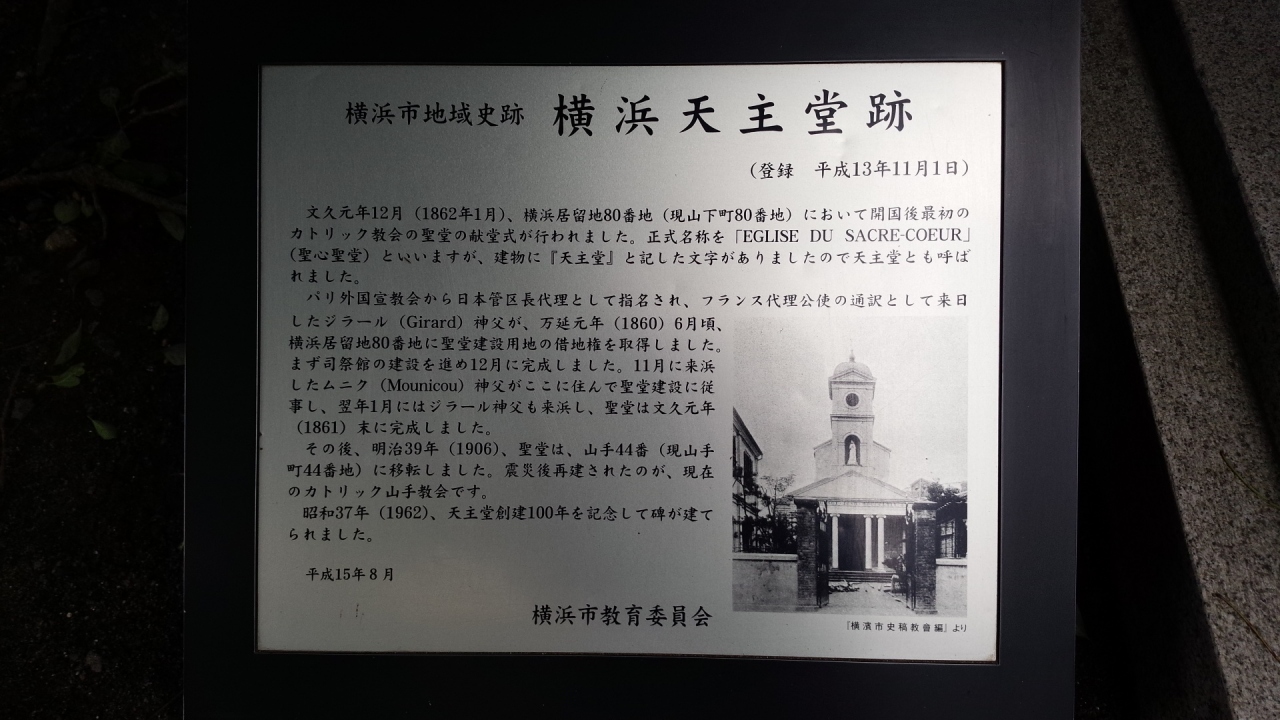 横浜市地域史跡 横浜天主堂跡
（登録　平成13年11月1日）
文久元年12月（1862年1月）、横浜居留地80番地（現山下町80番地）において開国後最初の
カトリック教会の聖堂の献堂式が行われました。正式名称を「EGLISE DU SACRE-COEUR」
（聖心聖堂）といいますが、建物に『天主堂』と記した文字がありましたので天主堂とも呼ば
れました。
パリ外国宣教会から日本管区長代理として指名され、フランス代理公使の通訳として来日
したジラール（Girard）神父が、万延元年（1860）6月頃、
横浜居留地80番地に聖堂建設用地の借地権を取得しました。
まず司祭館の建設を進め12月に完成しました。11月に来浜
したムニク（Mounicou）神父がここに住んで聖堂建設に従
事し、翌年1月にはジラール神父も来浜し、聖堂は文久元年
（1861）末に完成しました。
その後、明治39年（1906）、聖堂は、山手44番（現山手
町44番地）に移転しました。震災後再建されたのが、現在
のカトリック山手教会です。
昭和37年（1962）、天主堂創建100年を記念して碑が建て
られました。
平成15年8月
横浜市教育委員会
『横濱市史稿教會編』より